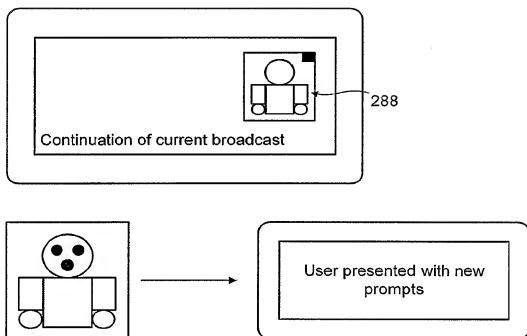 288
Continuation of current broadcast
User presented with new
prompts